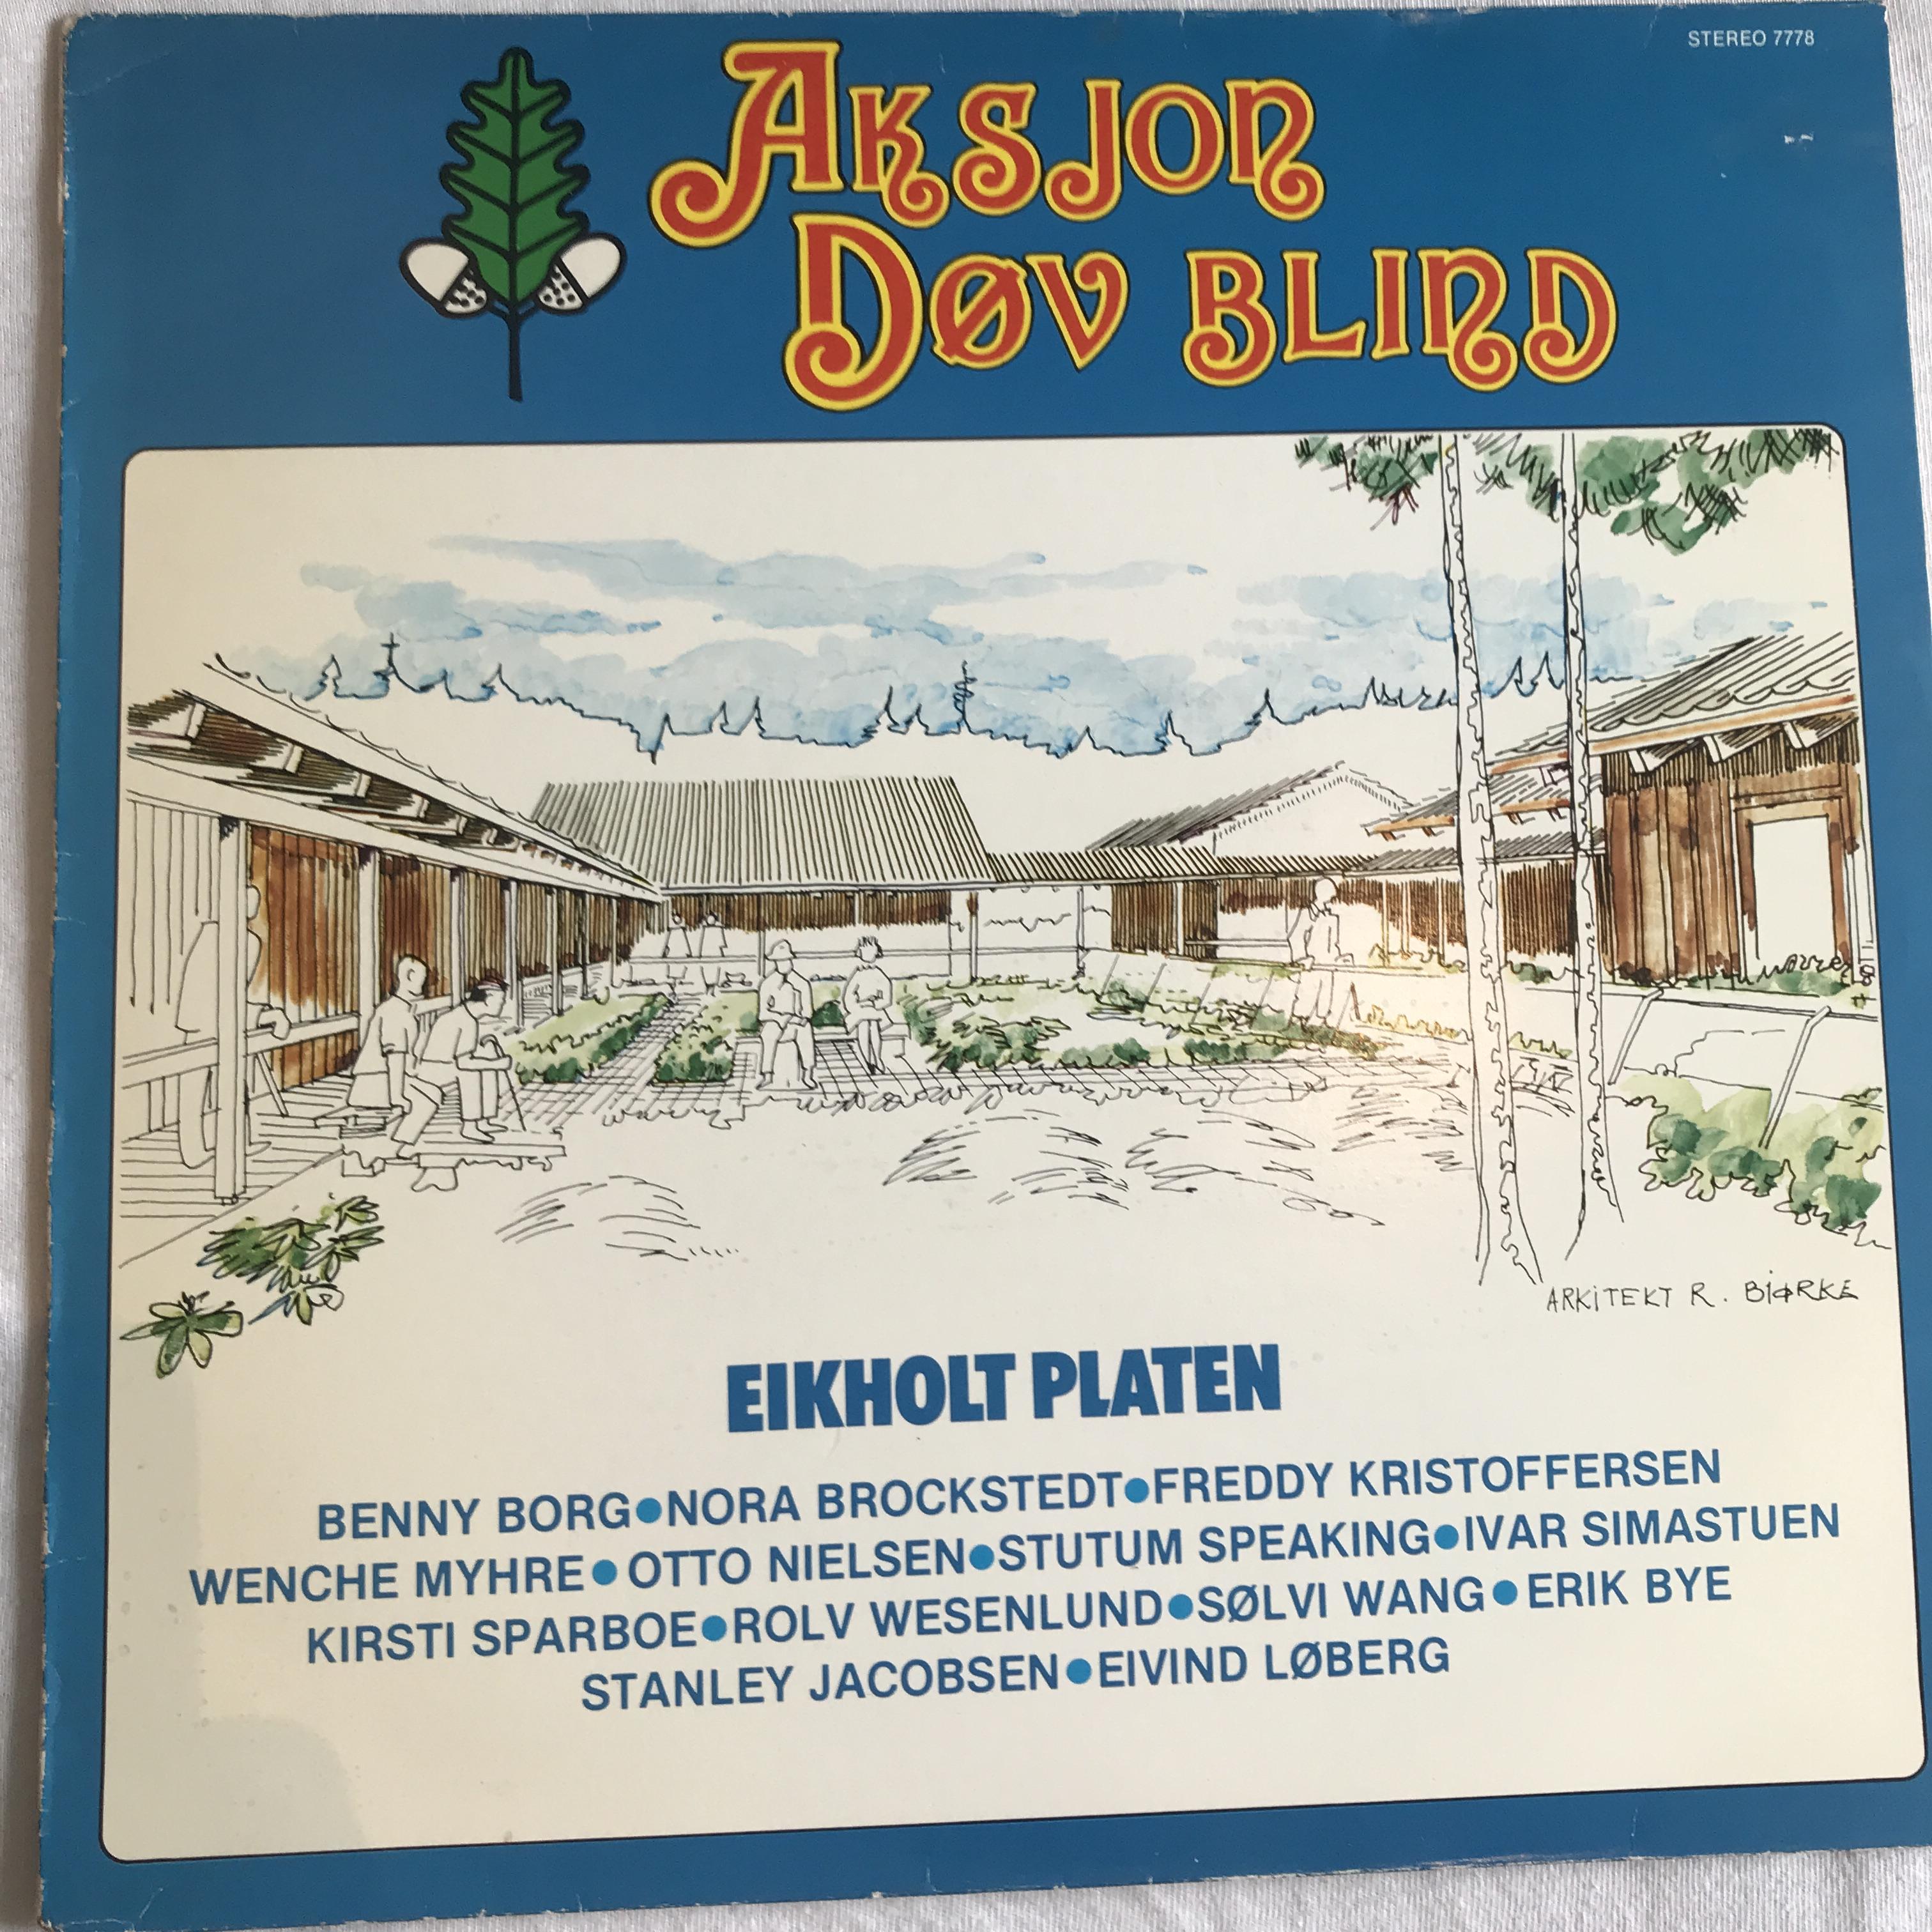 STEREO 7778
AKSJON
DØV BLIND
ARKITEKT R. BJØRKE
EIKHOLT PLATEN
BENNY BORG●NORA BROCKSTEDT●FREDDY KRISTOFFERSEN
WENCHE MYHRE●OTTO NIELSEN●STUTUM SPEAKING●IVAR SIMASTUEN
KIRSTI SPARBOE●ROLV WESENLUND●SØLVI WANG●ERIK BYE
STANLEY JACOBSEN●EIVIND LØBERG